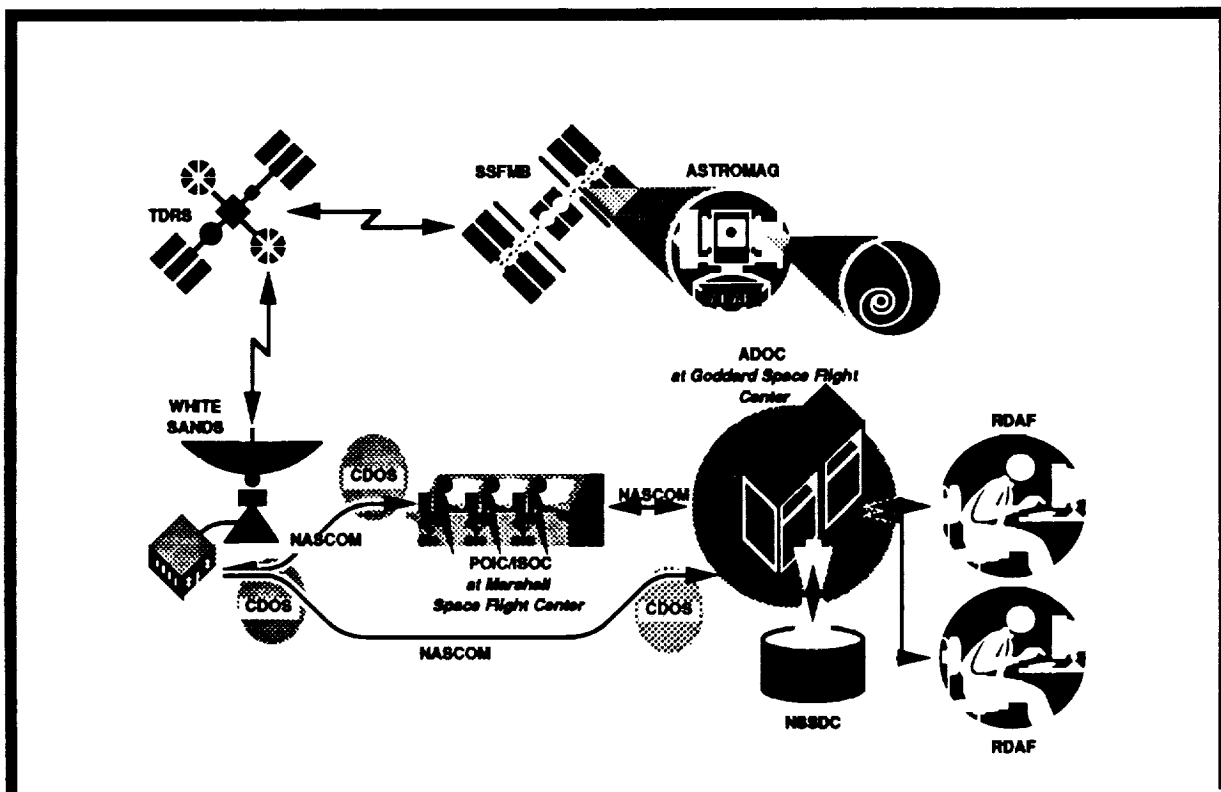 SSFMB
ASTROMAG
TDRS
ADOC
at Goddard Space Flight
Center
WHITE
SANDS
RDAF
CDOS
NASCOM
NASCOM
POIC/ISOC
at Marshall
Space Flight Center
CDOS
CDOS
NASCOM
NSSDC
RDAF